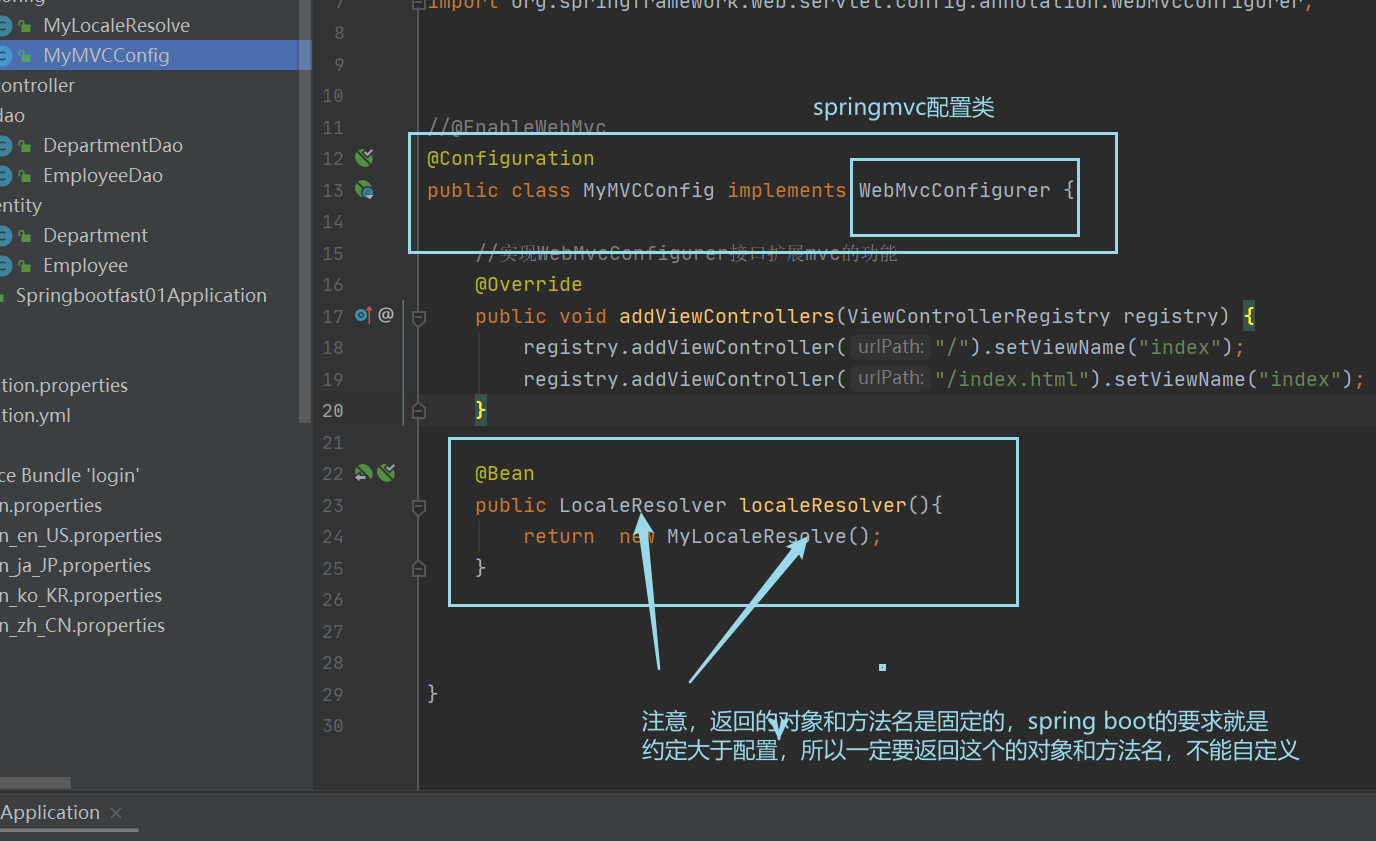 MyLocaleResolve
MyMVCConfig
ontroller
dao
DepartmentDao
EmployeeDao
entity
Department
Employee
Springbootfast01Application
tion.properties
tion.yml
ce Bundle 'login'
n.properties
n_en_US.properties
n_ja_JP.properties
n_ko_KR.properties
n_zh_CN.properties
7 import org.springframework.web.servlet.config.annotation.WebMvcConfigurer;
8
9
10
springmvc配置类
11 //@EnableWebMvc
12 @Configuration
13 public class MyMVCConfig implements WebMvcConfigurer {
14
15 //实现WebMvcConfigurer接口扩展mvc的功能
16 @Override
17 @ public void addViewControllers(ViewControllerRegistry registry) {
18 registry.addViewController( urlPath: "/").setViewName("index");
19 registry.addViewController( urlPath: "/index.html").setViewName("index");
20 }
21
22 @Bean
23 public LocaleResolver localeResolver(){
24 return new MyLocaleResolve();
25 }
26
27
28
29 }
30
注意，返回的对象和方法名是固定的，spring boot的要求就是
约定大于配置，所以一定要返回这个的对象和方法名，不能自定义
Application ×